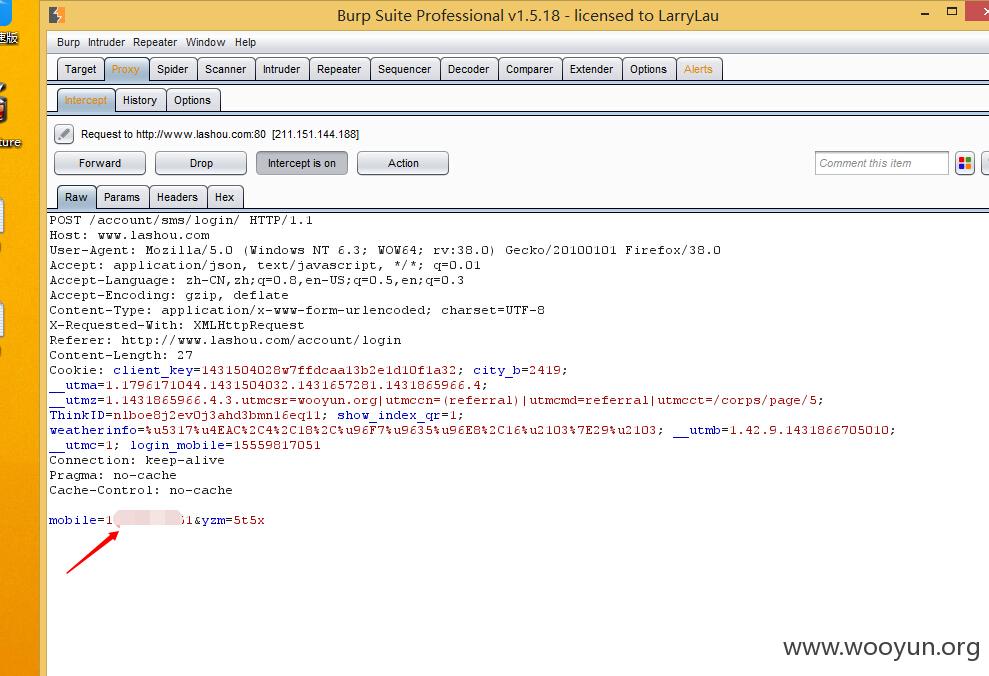 速版
ture
Burp Suite Professional v1.5.18 - licensed to LarryLau
Burp Intruder Repeater Window Help
Target Proxy Spider Scanner Intruder Repeater Sequencer Decoder Comparer Extender Options Alerts
Intercept History Options
Request to http://www.lashou.com:80 [211.151.144.188]
Forward Drop Intercept is on Action Comment this item
Raw Params Headers Hex
POST /account/sms/login/ HTTP/1.1
Host: www.lashou.com
User-Agent: Mozilla/5.0 (Windows NT 6.3; WOW64; rv:38.0) Gecko/20100101 Firefox/38.0
Accept: application/json, text/javascript, */*; q=0.01
Accept-Language: zh-CN,zh;q=0.8,en-US;q=0.5,en;q=0.3
Accept-Encoding: gzip, deflate
Content-Type: application/x-www-form-urlencoded; charset=UTF-8
X-Requested-With: XMLHttpRequest
Referer: http://www.lashou.com/account/login
Content-Length: 27
Cookie: client_key=1431504028w7ffdcaa13b2e1d10f1a32; city_b=2419;
__utma=1.1796171044.1431504032.1431657281.1431865966.4;
__utmz=1.1431865966.4.3.utmcsr=wooyun.org|utmccn=(referral)|utmcmd=referral|utmcct=/corps/page/5;
ThinkID=nlboe8j2ev0j3ahd3bmn16eq11; show_index_qr=1;
weatherinfo=%u5317%u4EAC%2C4%2C18%2C%u96F7%u9635%u96E8%2C16%u2103%7E29%u2103; __utmb=1.42.9.1431866705010;
__utmc=1; login_mobile=15559817051
Connection: keep-alive
Pragma: no-cache
Cache-Control: no-cache
mobile=1 51&yzm=5t5x
www.wooyun.org